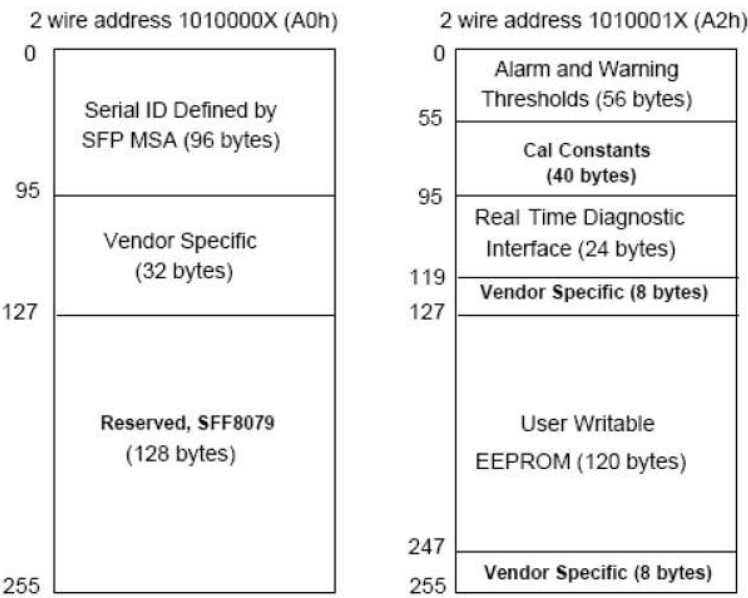 2 wire address 1010000X (A0h)
0
Serial ID Defined by
SFP MSA (96 bytes)
95
Vendor Specific
(32 bytes)
127
Reserved, SFF8079
(128 bytes)
255
2 wire address 1010001X (A2h)
0
Alarm and Warning
Thresholds (56 bytes)
55
Cal Constants
(40 bytes)
95
Real Time Diagnostic
Interface (24 bytes)
119
Vendor Specific (8 bytes)
127
User Writable
EEPROM (120 bytes)
247
Vendor Specific (8 bytes)
255